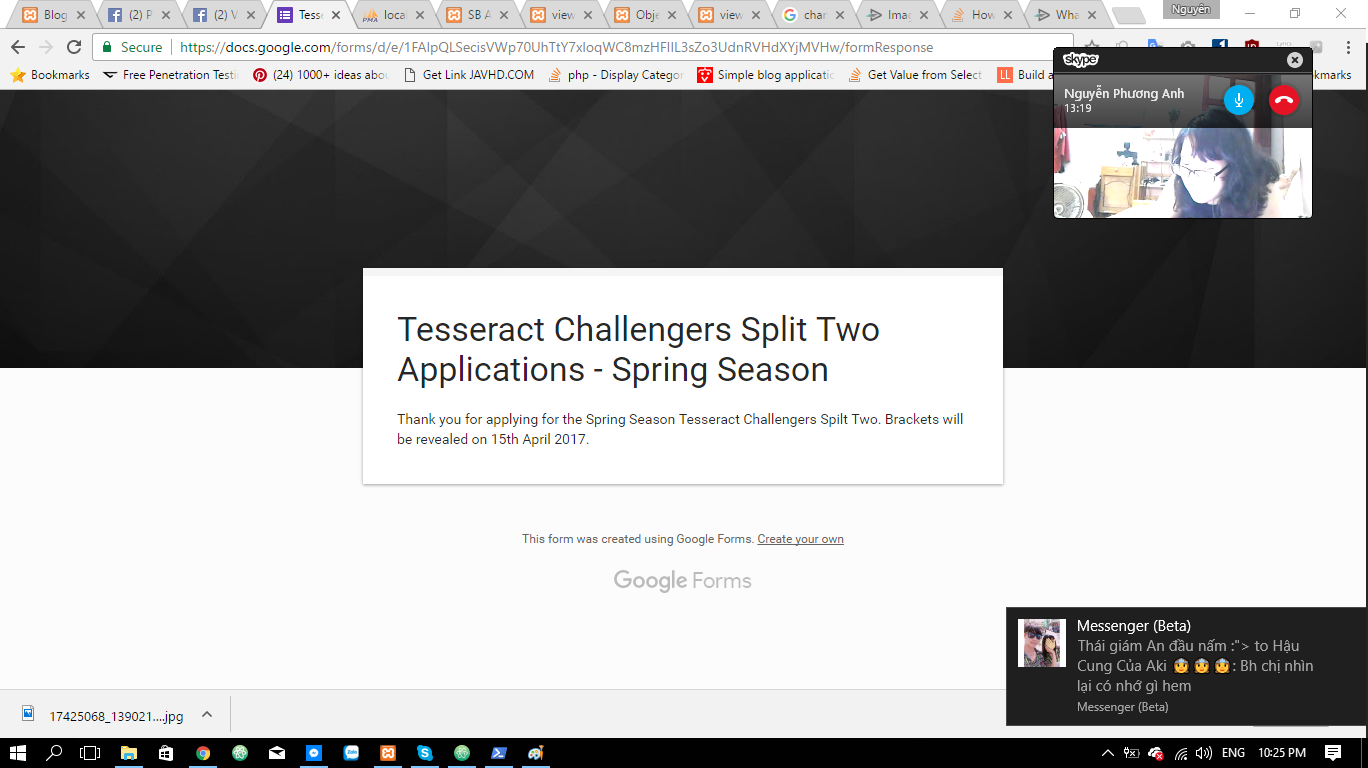 Blog
(2) P
(2) V
Tess
loca
SB A
view
Obje
view
char
Imag
How
Wha
Nguyên
Secure
https://docs.google.com/forms/d/e/1FAIpQLSecisVWp70UhTtY7xIoqWC8mzHFIIL3sZo3UdnRVHdXYjMVHw/formResponse
Bookmarks
Free Penetration Testi
(24) 1000+ ideas abou
Get Link JAVHD.COM
php - Display Categor
Simple blog applicatio
Get Value from Select
Build a
kmarks
skype
Nguyễn Phương Anh
13:19
Tesseract Challengers Split Two
Applications - Spring Season
Thank you for applying for the Spring Season Tesseract Challengers Spilt Two. Brackets will
be revealed on 15th April 2017.
This form was created using Google Forms. Create your own
Google Forms
Messenger (Beta)
Thái giám An đầu nấm :"> to Hậu
Cung Của Aki 👵👵👵: Bh chị nhìn
lại có nhớ gì hem
Messenger (Beta)
17425068_139021....jpg
Zalo
ENG
10:25 PM